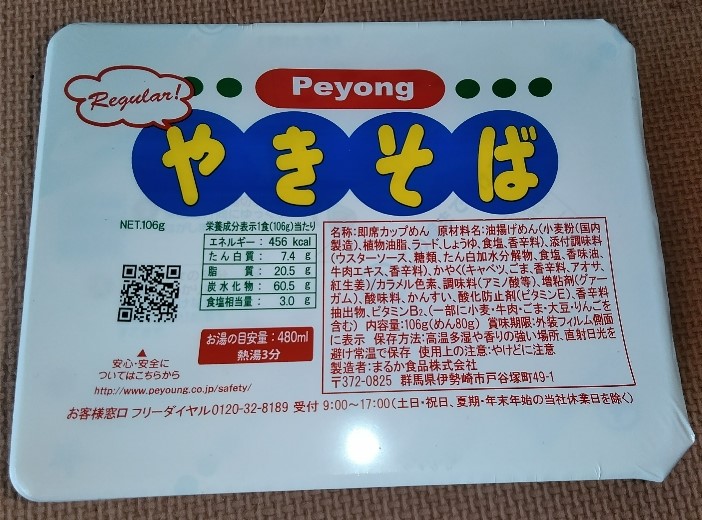 Peyong
Regular!
やきそば
NET.106g
栄養成分表示1食(106g)当たり
エネルギー: 456 kcal
たん白質: 7.4 g
脂質: 20.5 g
炭水化物: 60.5 g
食塩相当量: 3.0 g
お湯の目安量:480ml
熱湯3分
安心・安全に
ついてはこちらから
http://www.peyoung.co.jp/safety/
名称:即席カップめん 原材料名:油揚げめん(小麦粉(国内
製造)、植物油脂、ラード、しょうゆ、食塩、香辛料)、添付調味料
(ウスターソース、糖類、たん白加水分解物、食塩、香味油、
牛肉エキス、香辛料)、かやく(キャベツ、ごま、香辛料、アオサ、
紅生姜)/カラメル色素、調味料(アミノ酸等)、増粘剤(グァー
ガム)、酸味料、かんすい、酸化防止剤(ビタミンE)、香辛料
抽出物、ビタミンB₂、(一部に小麦・牛肉・ごま・大豆・りんごを
含む) 内容量:106g(めん80g) 賞味期限:外装フィルム側面
に表示 保存方法:高温多湿や香りの強い場所、直射日光を
避け常温で保存 使用上の注意:やけどに注意
製造者:まるか食品株式会社
〒372-0825 群馬県伊勢崎市戸谷塚町49-1
お客様窓口 フリーダイヤル0120-32-8189 受付 9:00~17:00(土日・祝日、夏期・年末年始の当社休業日を除く)